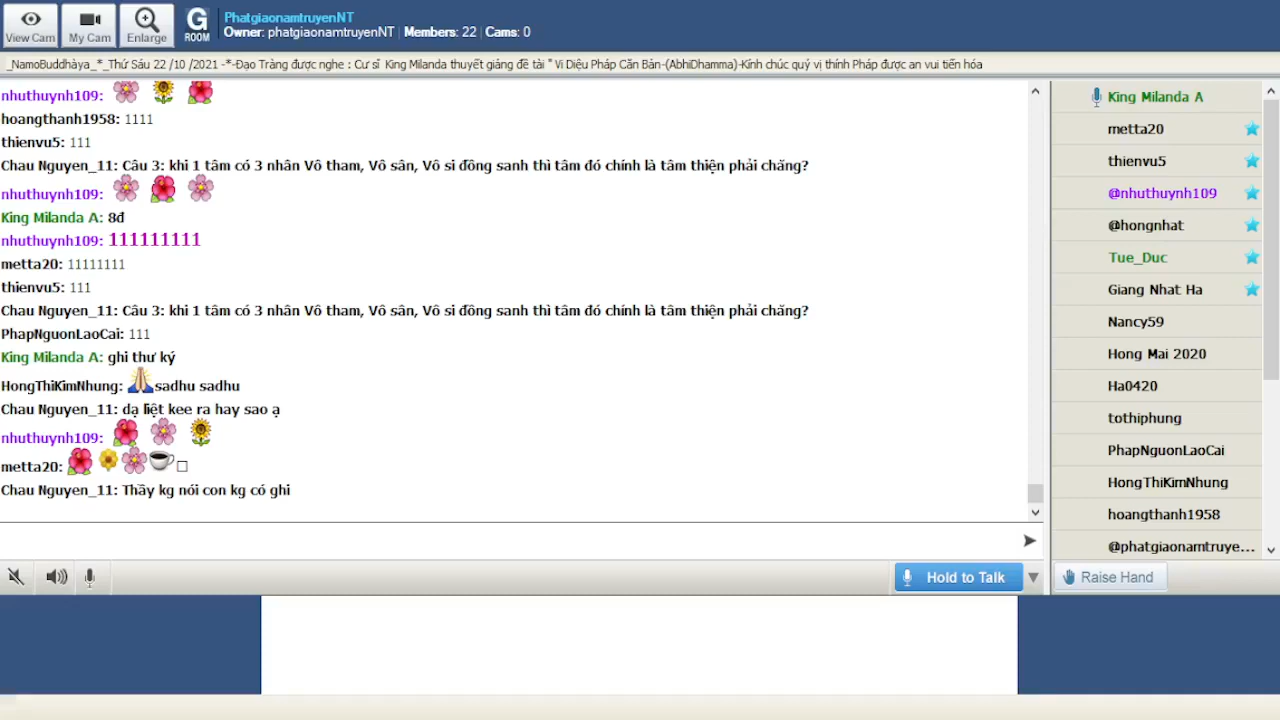 View Cam
My Cam
Enlarge
G
ROOM
PhatgiaonamtruyenNT
Owner: phatgiaonamtruyenNT | Members: 22 | Cams: 0
_NamoBuddhàya_*_Thứ Sáu 22 /10 /2021 -*-Đạo Tràng được nghe : Cư sĩ King Milanda thuyết giảng đề tài " Vi Diệu Pháp Căn Bản-(AbhiDhamma)-Kính chúc quý vị thính Pháp được an vui tiến hóa
nhuthuynh109:
hoangthanh1958: 1111
thienvu5: 111
Chau Nguyen_11: Câu 3: khi 1 tâm có 3 nhân Vô tham, Vô sân, Vô si đồng sanh thì tâm đó chính là tâm thiện phải chăng?
nhuthuynh109:
King Milanda A: 8đ
nhuthuynh109: 111111111
metta20: 11111111
thienvu5: 111
Chau Nguyen_11: Câu 3: khi 1 tâm có 3 nhân Vô tham, Vô sân, Vô si đồng sanh thì tâm đó chính là tâm thiện phải chăng?
PhapNguonLaoCai: 111
King Milanda A: ghi thư ký
HongThiKimNhung: sadhu sadhu
Chau Nguyen_11: dạ liệt kee ra hay sao ạ
nhuthuynh109:
metta20:
Chau Nguyen_11: Thầy kg nói con kg có ghi
Hold to Talk
King Milanda A
metta20
thienvu5
@nhuthuynh109
@hongnhat
Tue_Duc
Giang Nhat Ha
Nancy59
Hong Mai 2020
Ha0420
tothiphung
PhapNguonLaoCai
HongThiKimNhung
hoangthanh1958
@phatgiaonamtruye...
Raise Hand